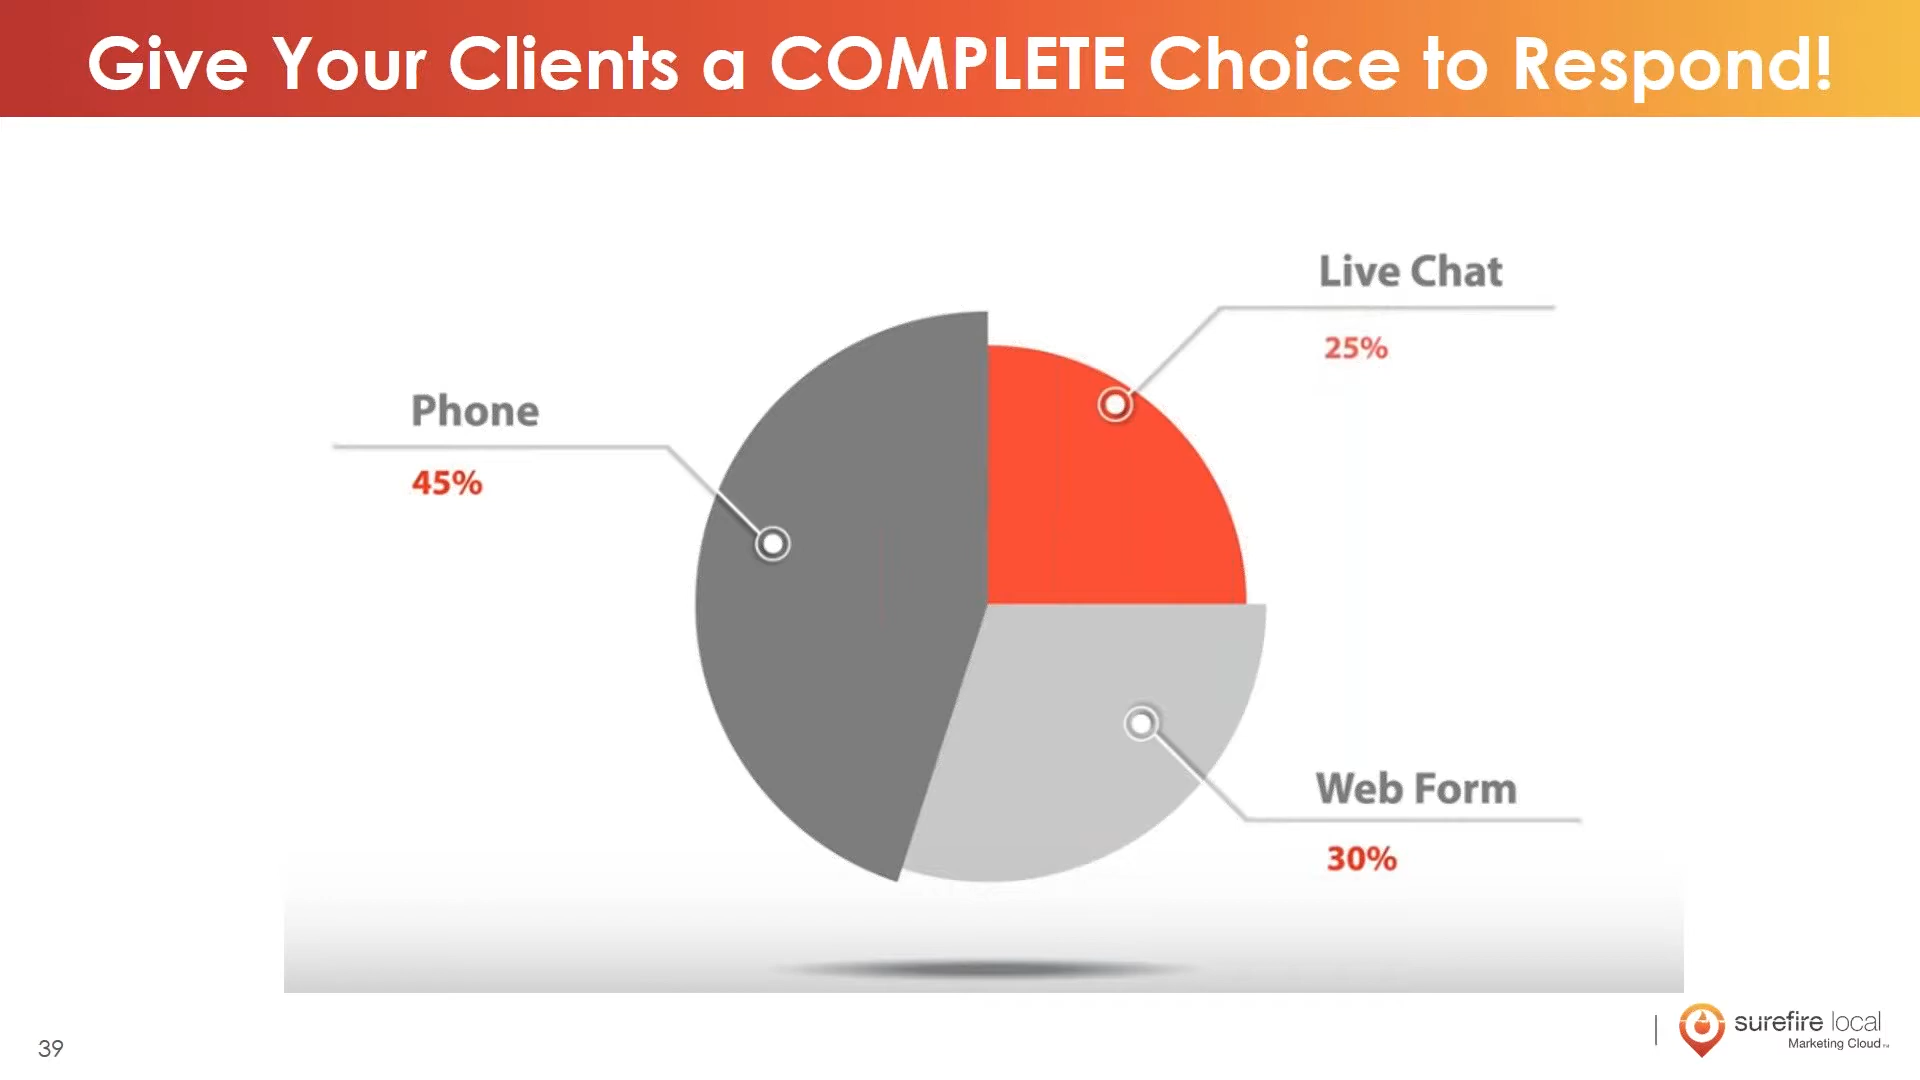 Give Your Clients a COMPLETE Choice to Respond!
Live Chat
25%
Phone
45%
Web Form
30%
surefire local
Marketing Cloud™
39